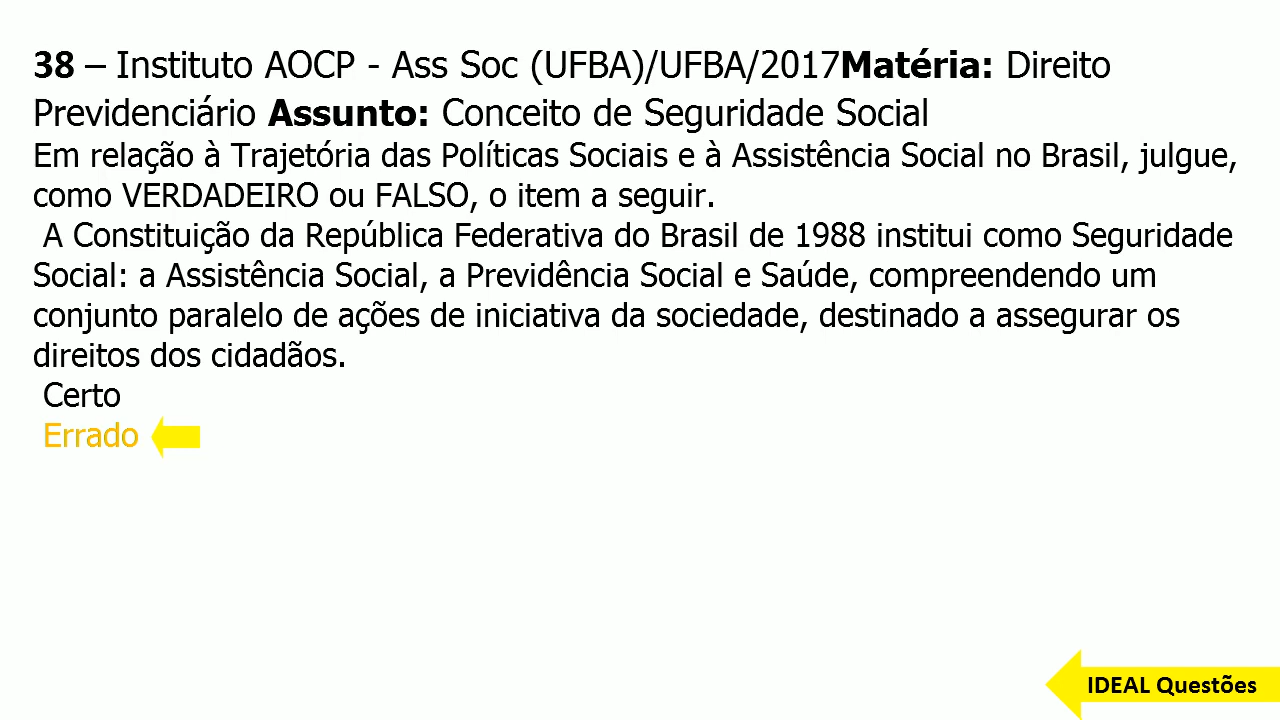 38 – Instituto AOCP - Ass Soc (UFBA)/UFBA/2017Matéria: Direito
Previdenciário Assunto: Conceito de Seguridade Social
Em relação à Trajetória das Políticas Sociais e à Assistência Social no Brasil, julgue,
como VERDADEIRO ou FALSO, o item a seguir.
A Constituição da República Federativa do Brasil de 1988 institui como Seguridade
Social: a Assistência Social, a Previdência Social e Saúde, compreendendo um
conjunto paralelo de ações de iniciativa da sociedade, destinado a assegurar os
direitos dos cidadãos.
Certo
Errado
IDEAL Questões